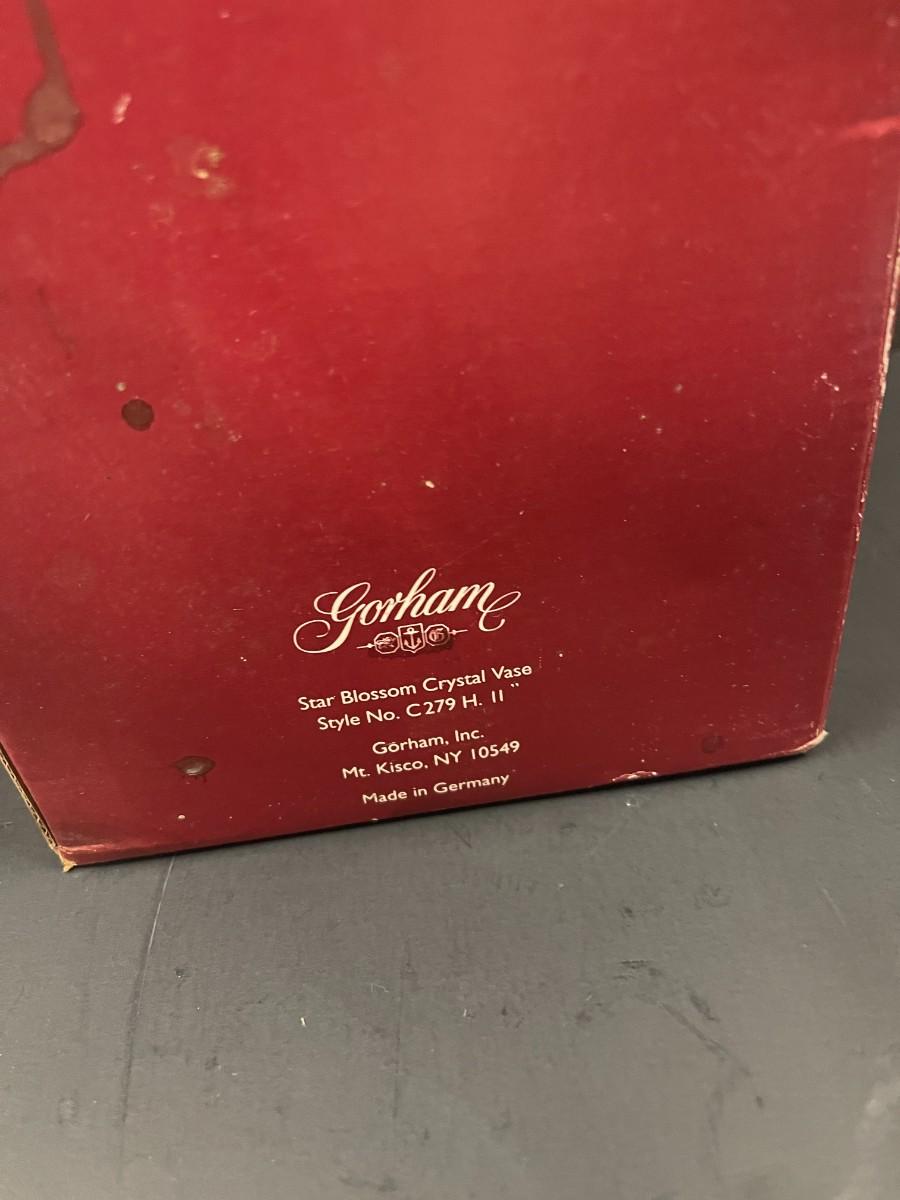 Gorham
Star Blossom Crystal Vase
Style No. C279 H. 11"
Gorham, Inc.
Mt. Kisco, NY 10549
Made in Germany